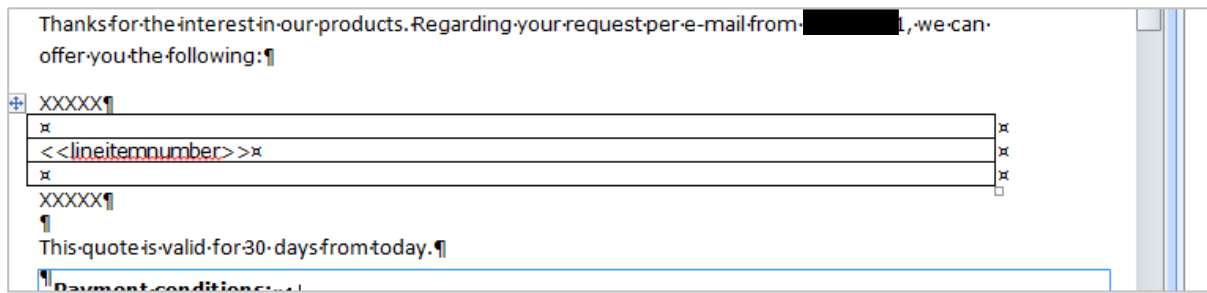 Thanks for the interest in our products. Regarding your request per e-mail from 1, we can
offer you the following:¶
XXXXX¶
¤ ¤
<<lineitemnumber>>¤ ¤
¤ ¤
XXXXX¶
¶
This quote is valid for 30 days from today.¶
¶
Payment conditions: